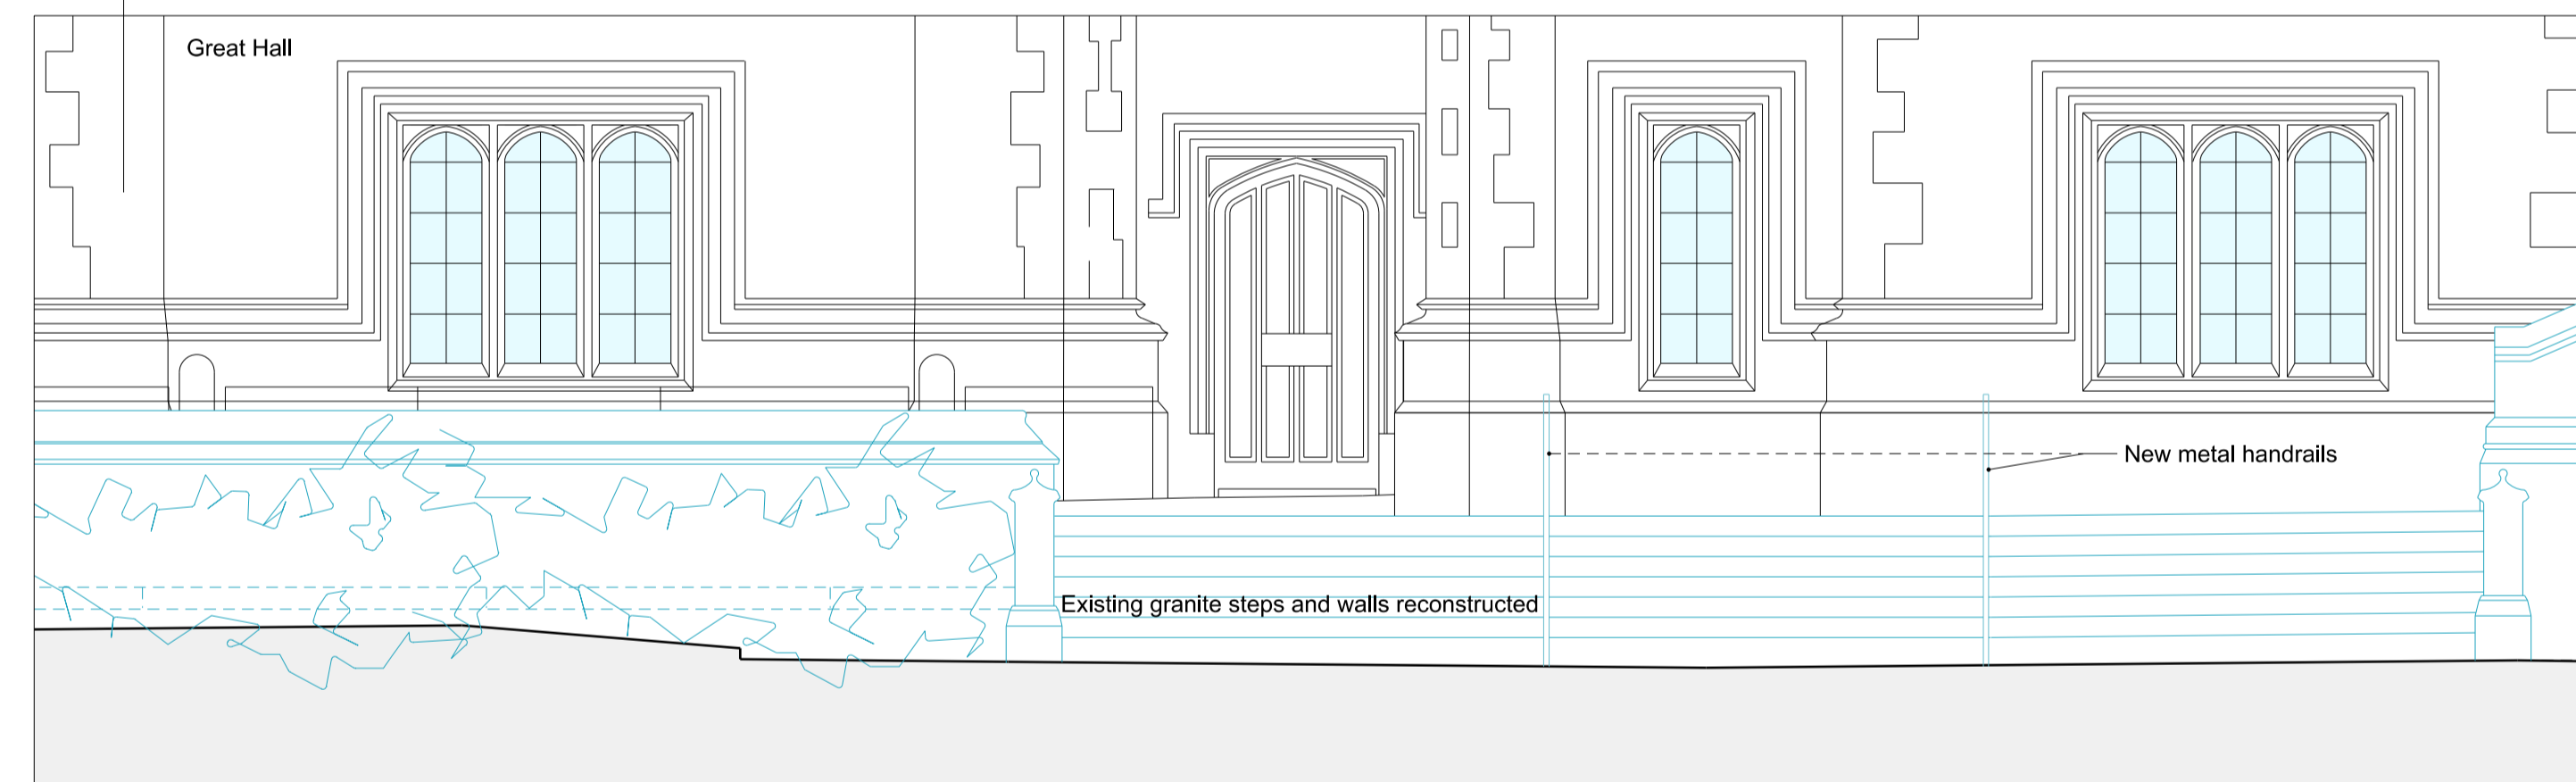 Great Hall
New metal handrails
Existing granite steps and walls reconstructed